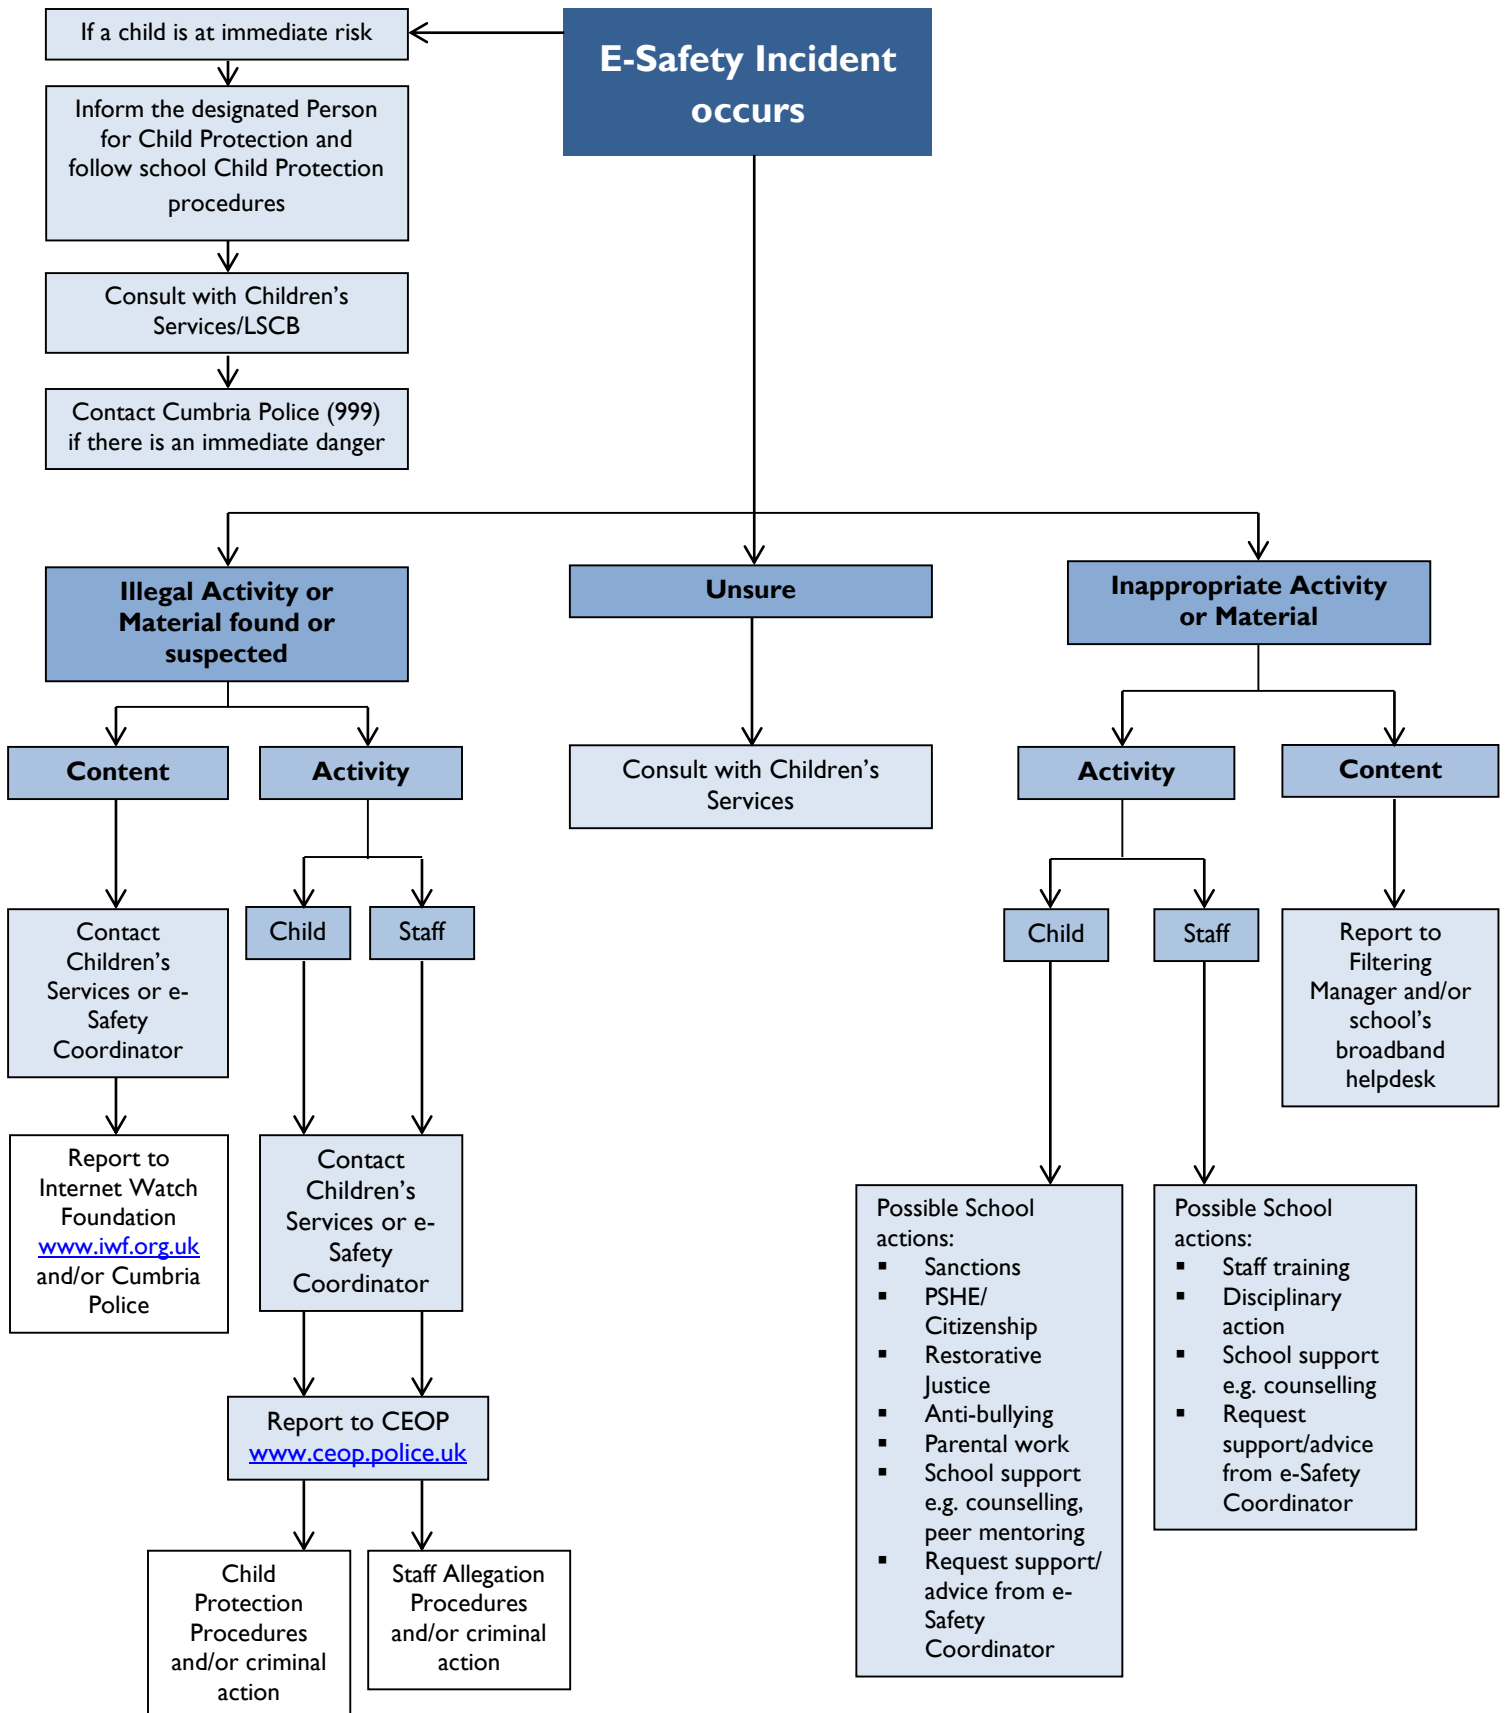 If a child is at immediate risk
E-Safety Incident
occurs
Inform the designated Person
for Child Protection and
follow school Child Protection
procedures
Consult with Children's
Services/LSCB
Contact Cumbria Police (999)
if there is an immediate danger
Illegal Activity or
Material found or
suspected
Unsure
Inappropriate Activity
or Material
Content
Activity
Consult with Children's
Services
Activity
Content
Contact
Children's
Services or e-
Safety
Coordinator
Child
Staff
Child
Staff
Report to
Filtering
Manager and/or
school's
broadband
helpdesk
Report to
Internet Watch
Foundation
www.iwf.org.uk
and/or Cumbria
Police
Contact
Children's
Services or e-
Safety
Coordinator
Possible School
actions:
▪ Sanctions
▪ PSHE/
Citizenship
▪ Restorative
Justice
▪ Anti-bullying
▪ Parental work
▪ School support
e.g. counselling,
peer mentoring
▪ Request support/
advice from e-
Safety
Coordinator
Possible School
actions:
▪ Staff training
▪ Disciplinary
action
▪ School support
e.g. counselling
▪ Request
support/advice
from e-Safety
Coordinator
Report to CEOP
www.ceop.police.uk
Child
Protection
Procedures
and/or criminal
action
Staff Allegation
Procedures
and/or criminal
action